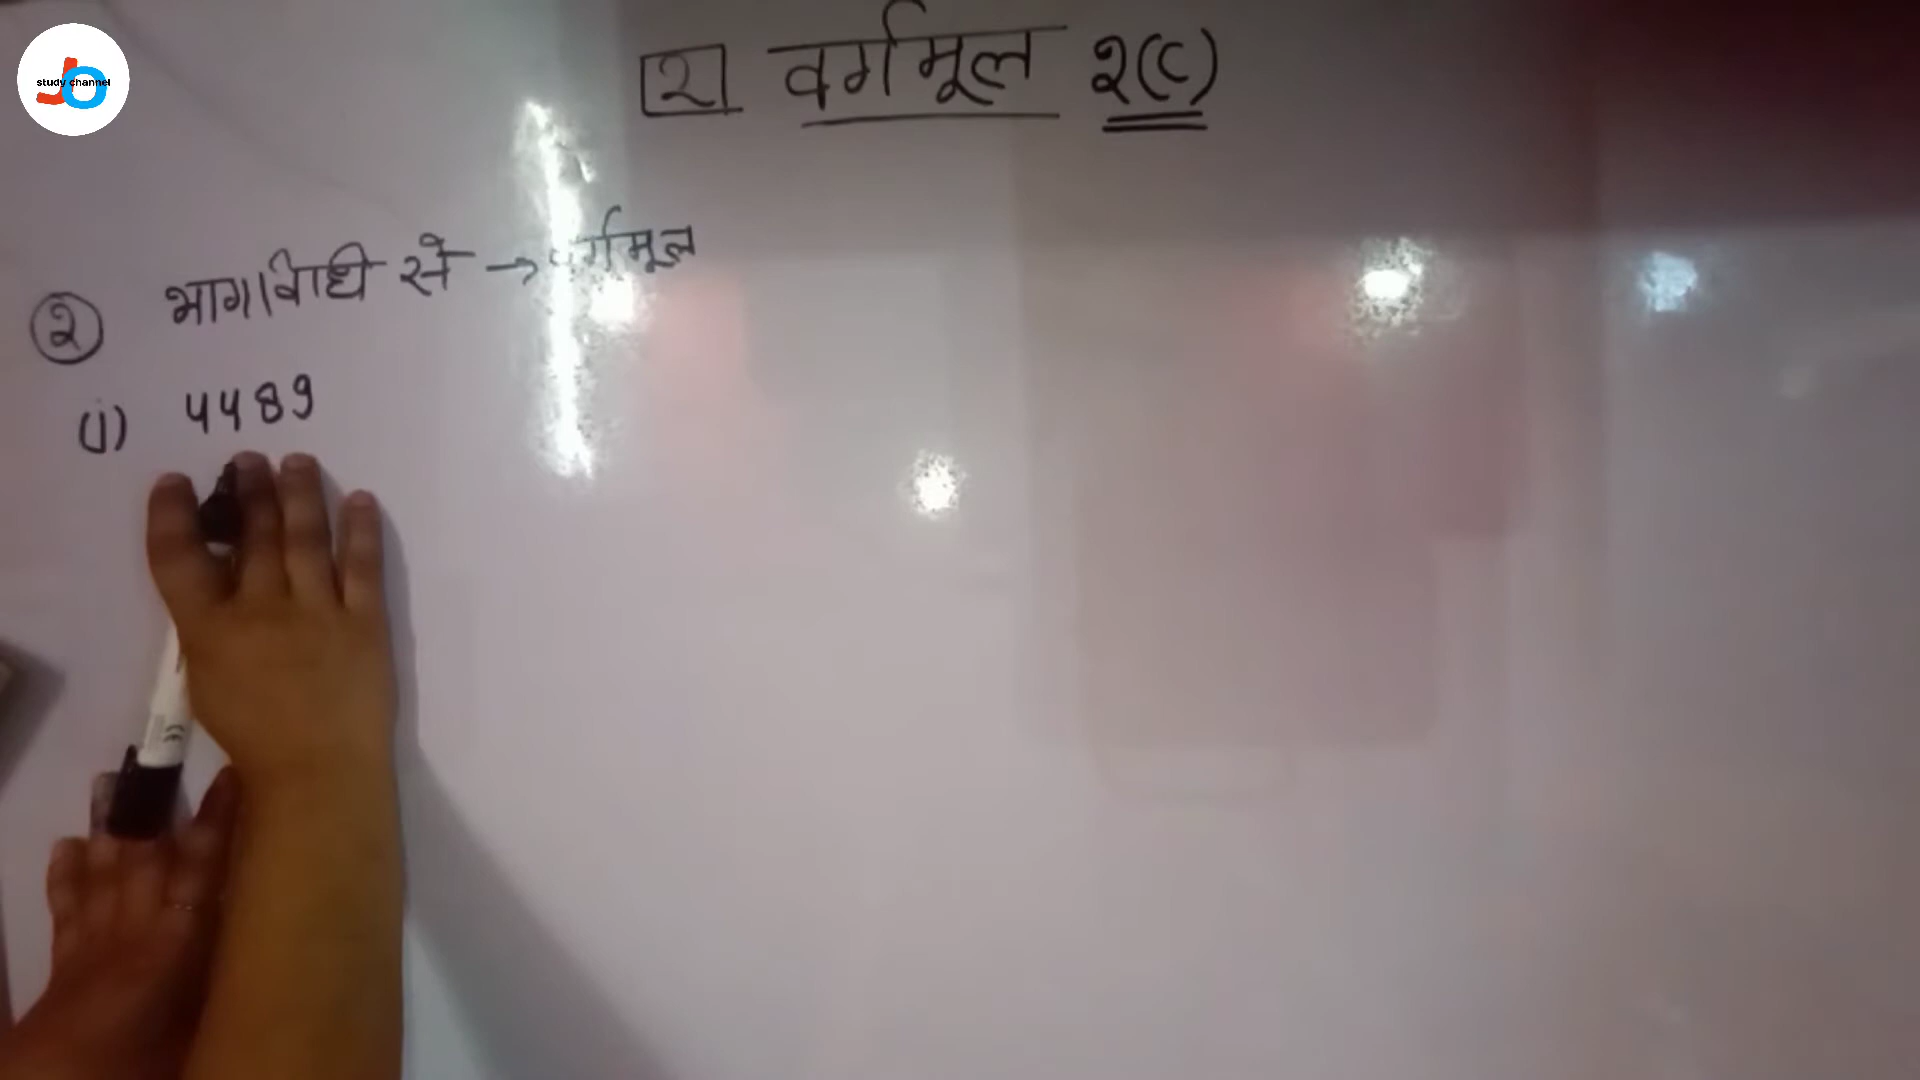 study channel
२ वर्गमूल २(c)
२ भागविधि से → वर्गमूल
(i) 4489